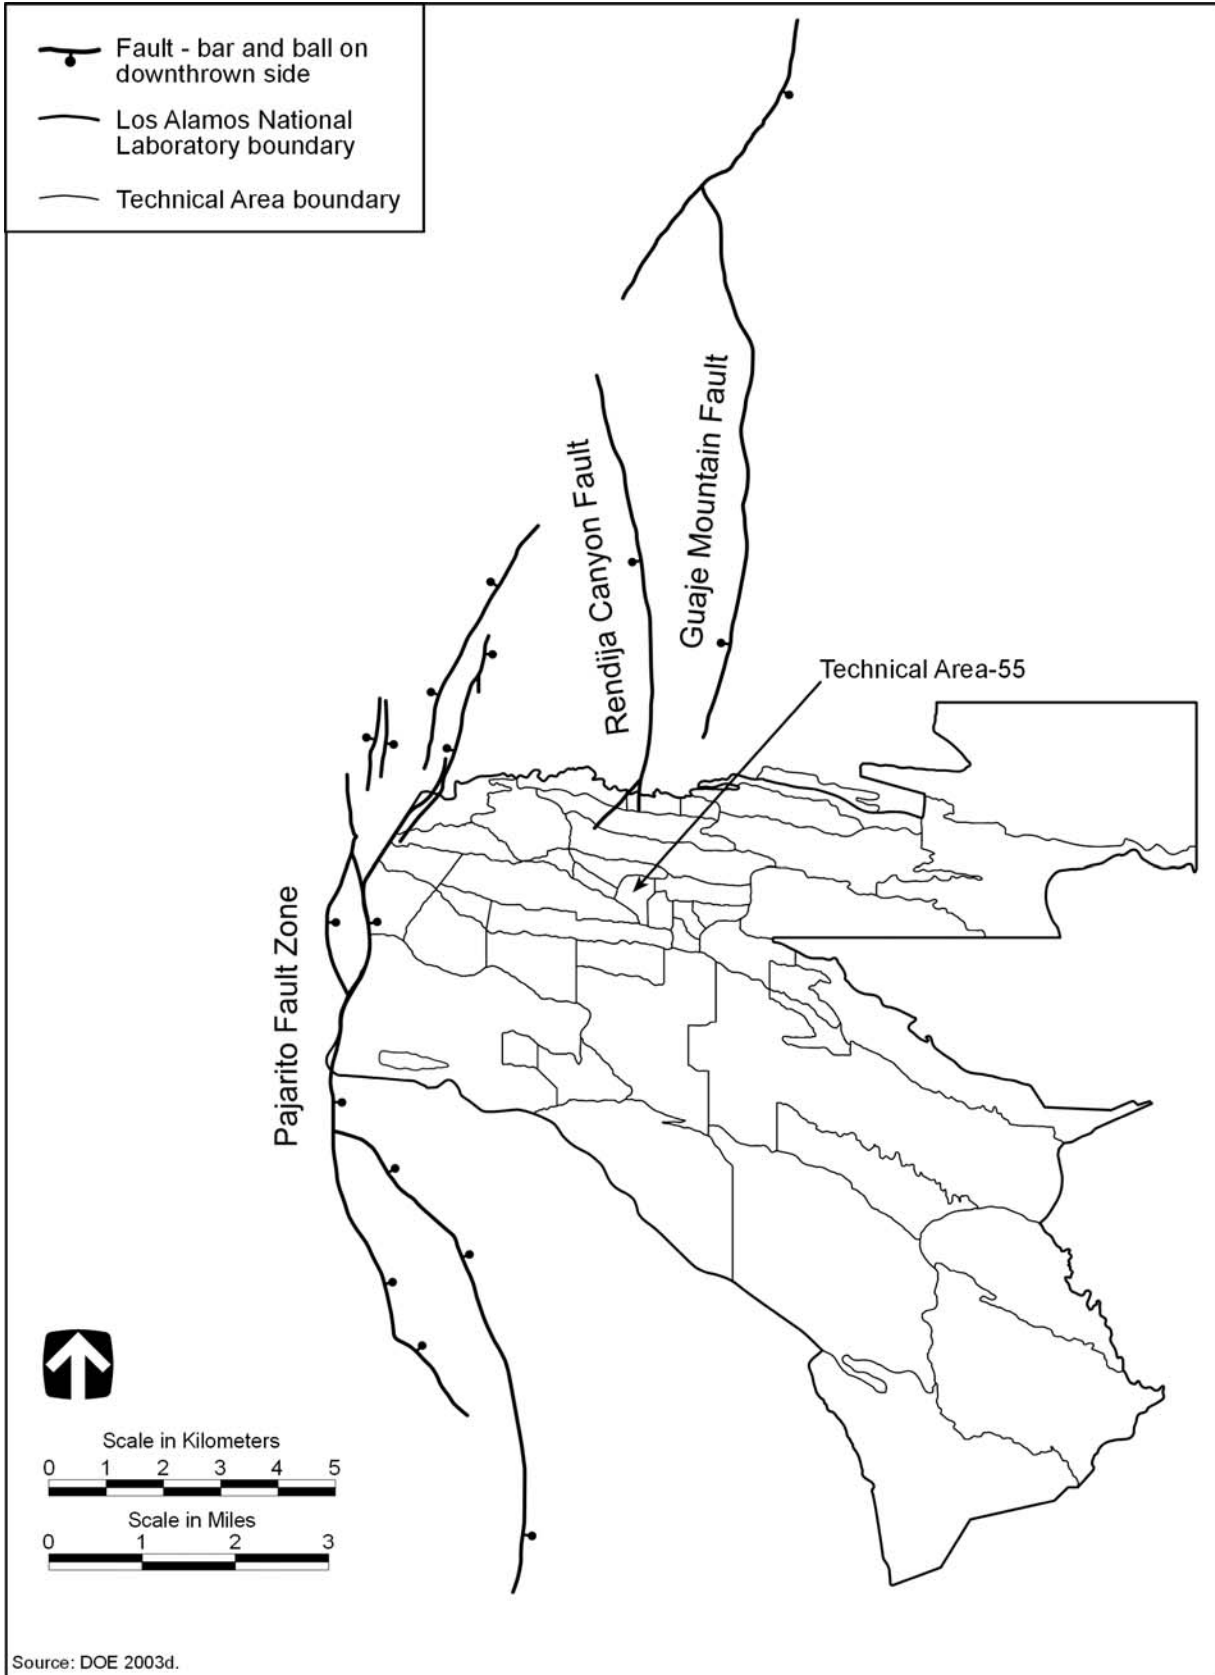 Fault - bar and ball on
downthrown side
Los Alamos National
Laboratory boundary
Technical Area boundary
Guaje Mountain Fault
Rendija Canyon Fault
Technical Area-55
Pajarito Fault Zone
Scale in Kilometers
0 1 2 3 4 5
Scale in Miles
0 1 2 3
Source: DOE 2003d.